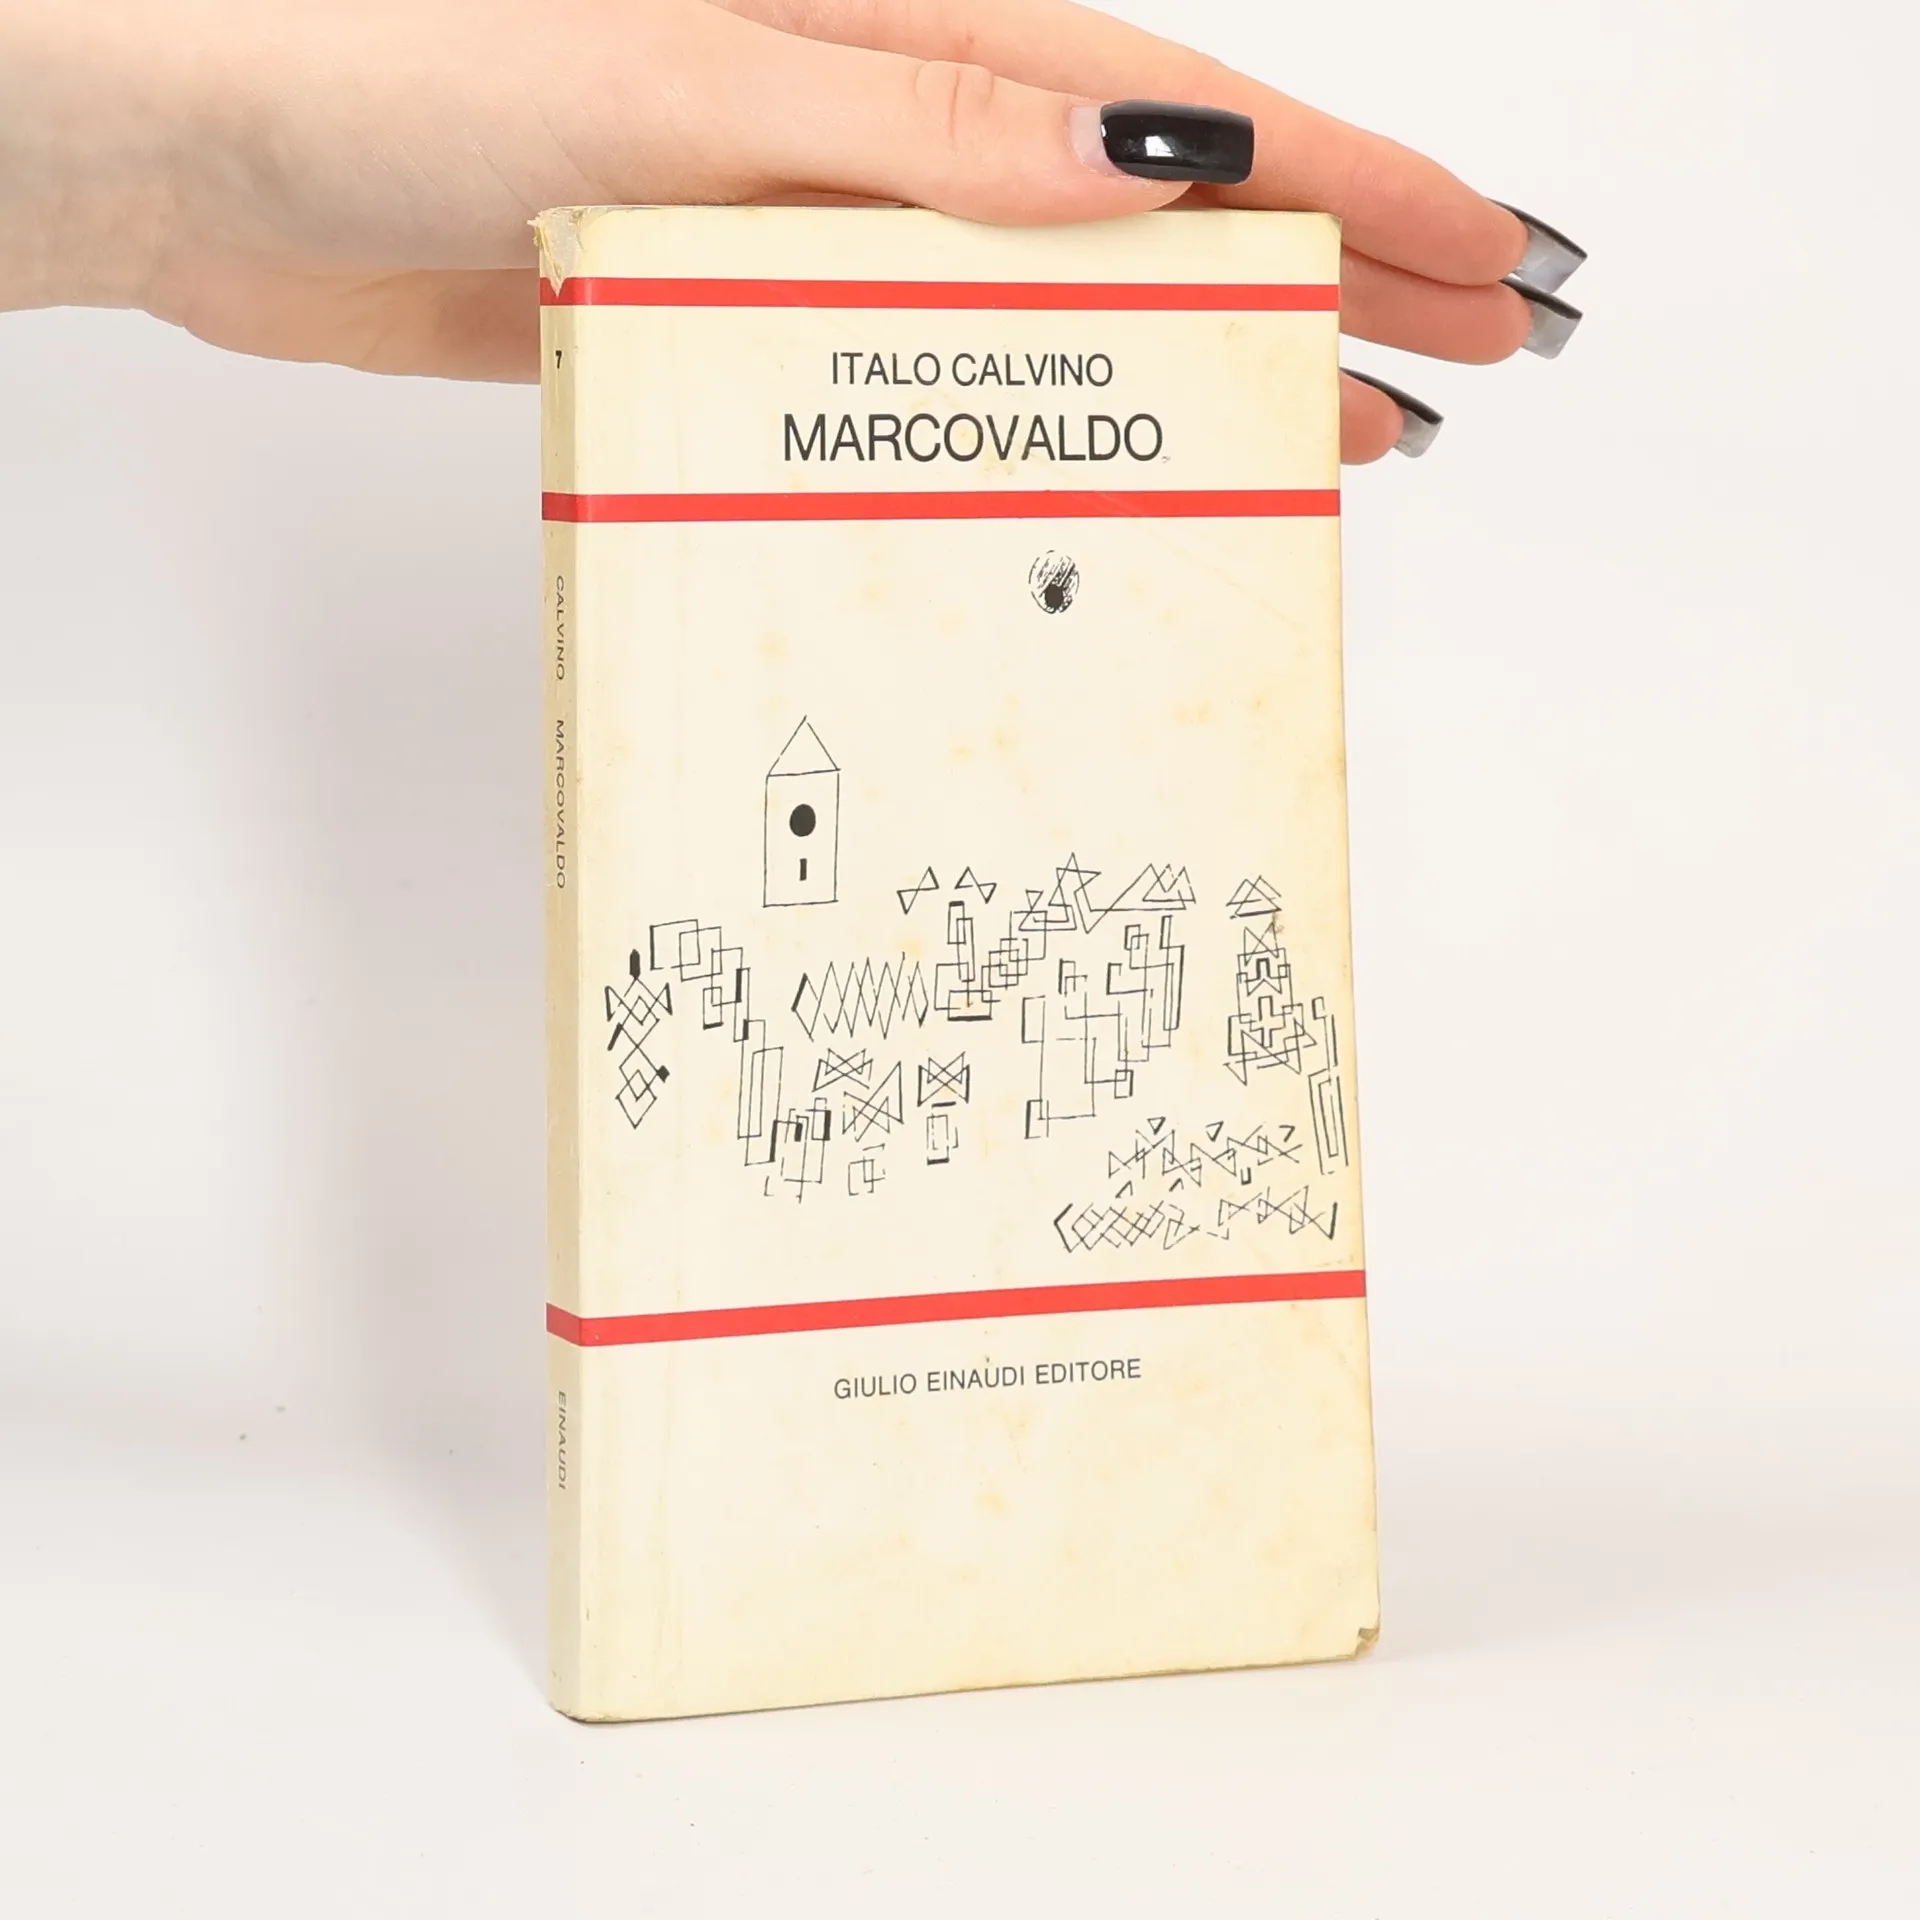 ITALO CALVINO
MARCOVALDO
GIULIO EINAUDI EDITORE
7
CALVINO MARCOVALDO
EINAUDI